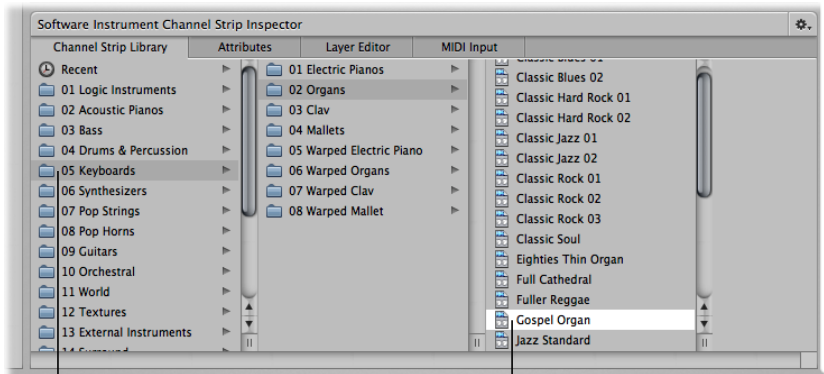 Software Instrument Channel Strip Inspector
Channel Strip Library
Attributes
Layer Editor
MIDI Input
Recent
01 Logic Instruments
02 Acoustic Pianos
03 Bass
04 Drums & Percussion
05 Keyboards
06 Synthesizers
07 Pop Strings
08 Pop Horns
09 Guitars
10 Orchestral
11 World
12 Textures
13 External Instruments
14 Surround
01 Electric Pianos
02 Organs
03 Clav
04 Mallets
05 Warped Electric Piano
06 Warped Organs
07 Warped Clav
08 Warped Mallet
Classic Blues 01
Classic Blues 02
Classic Hard Rock 01
Classic Hard Rock 02
Classic Jazz 01
Classic Jazz 02
Classic Rock 01
Classic Rock 02
Classic Rock 03
Classic Soul
Eighties Thin Organ
Full Cathedral
Fuller Reggae
Gospel Organ
Jazz Standard